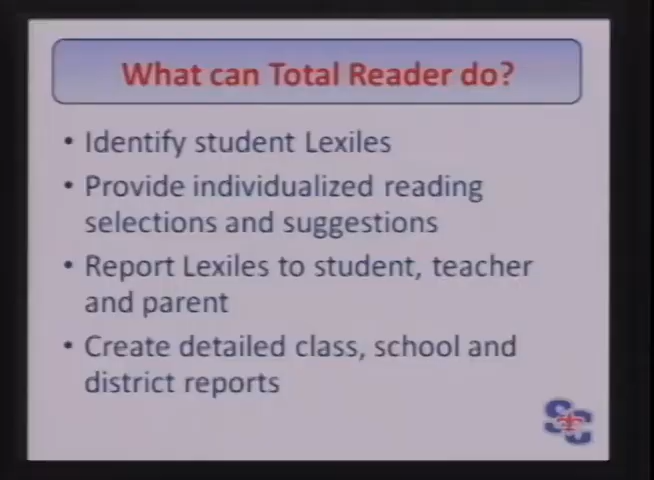 What can Total Reader do?
• Identify student Lexiles
• Provide individualized reading
selections and suggestions
• Report Lexiles to student, teacher
and parent
• Create detailed class, school and
district reports
SC